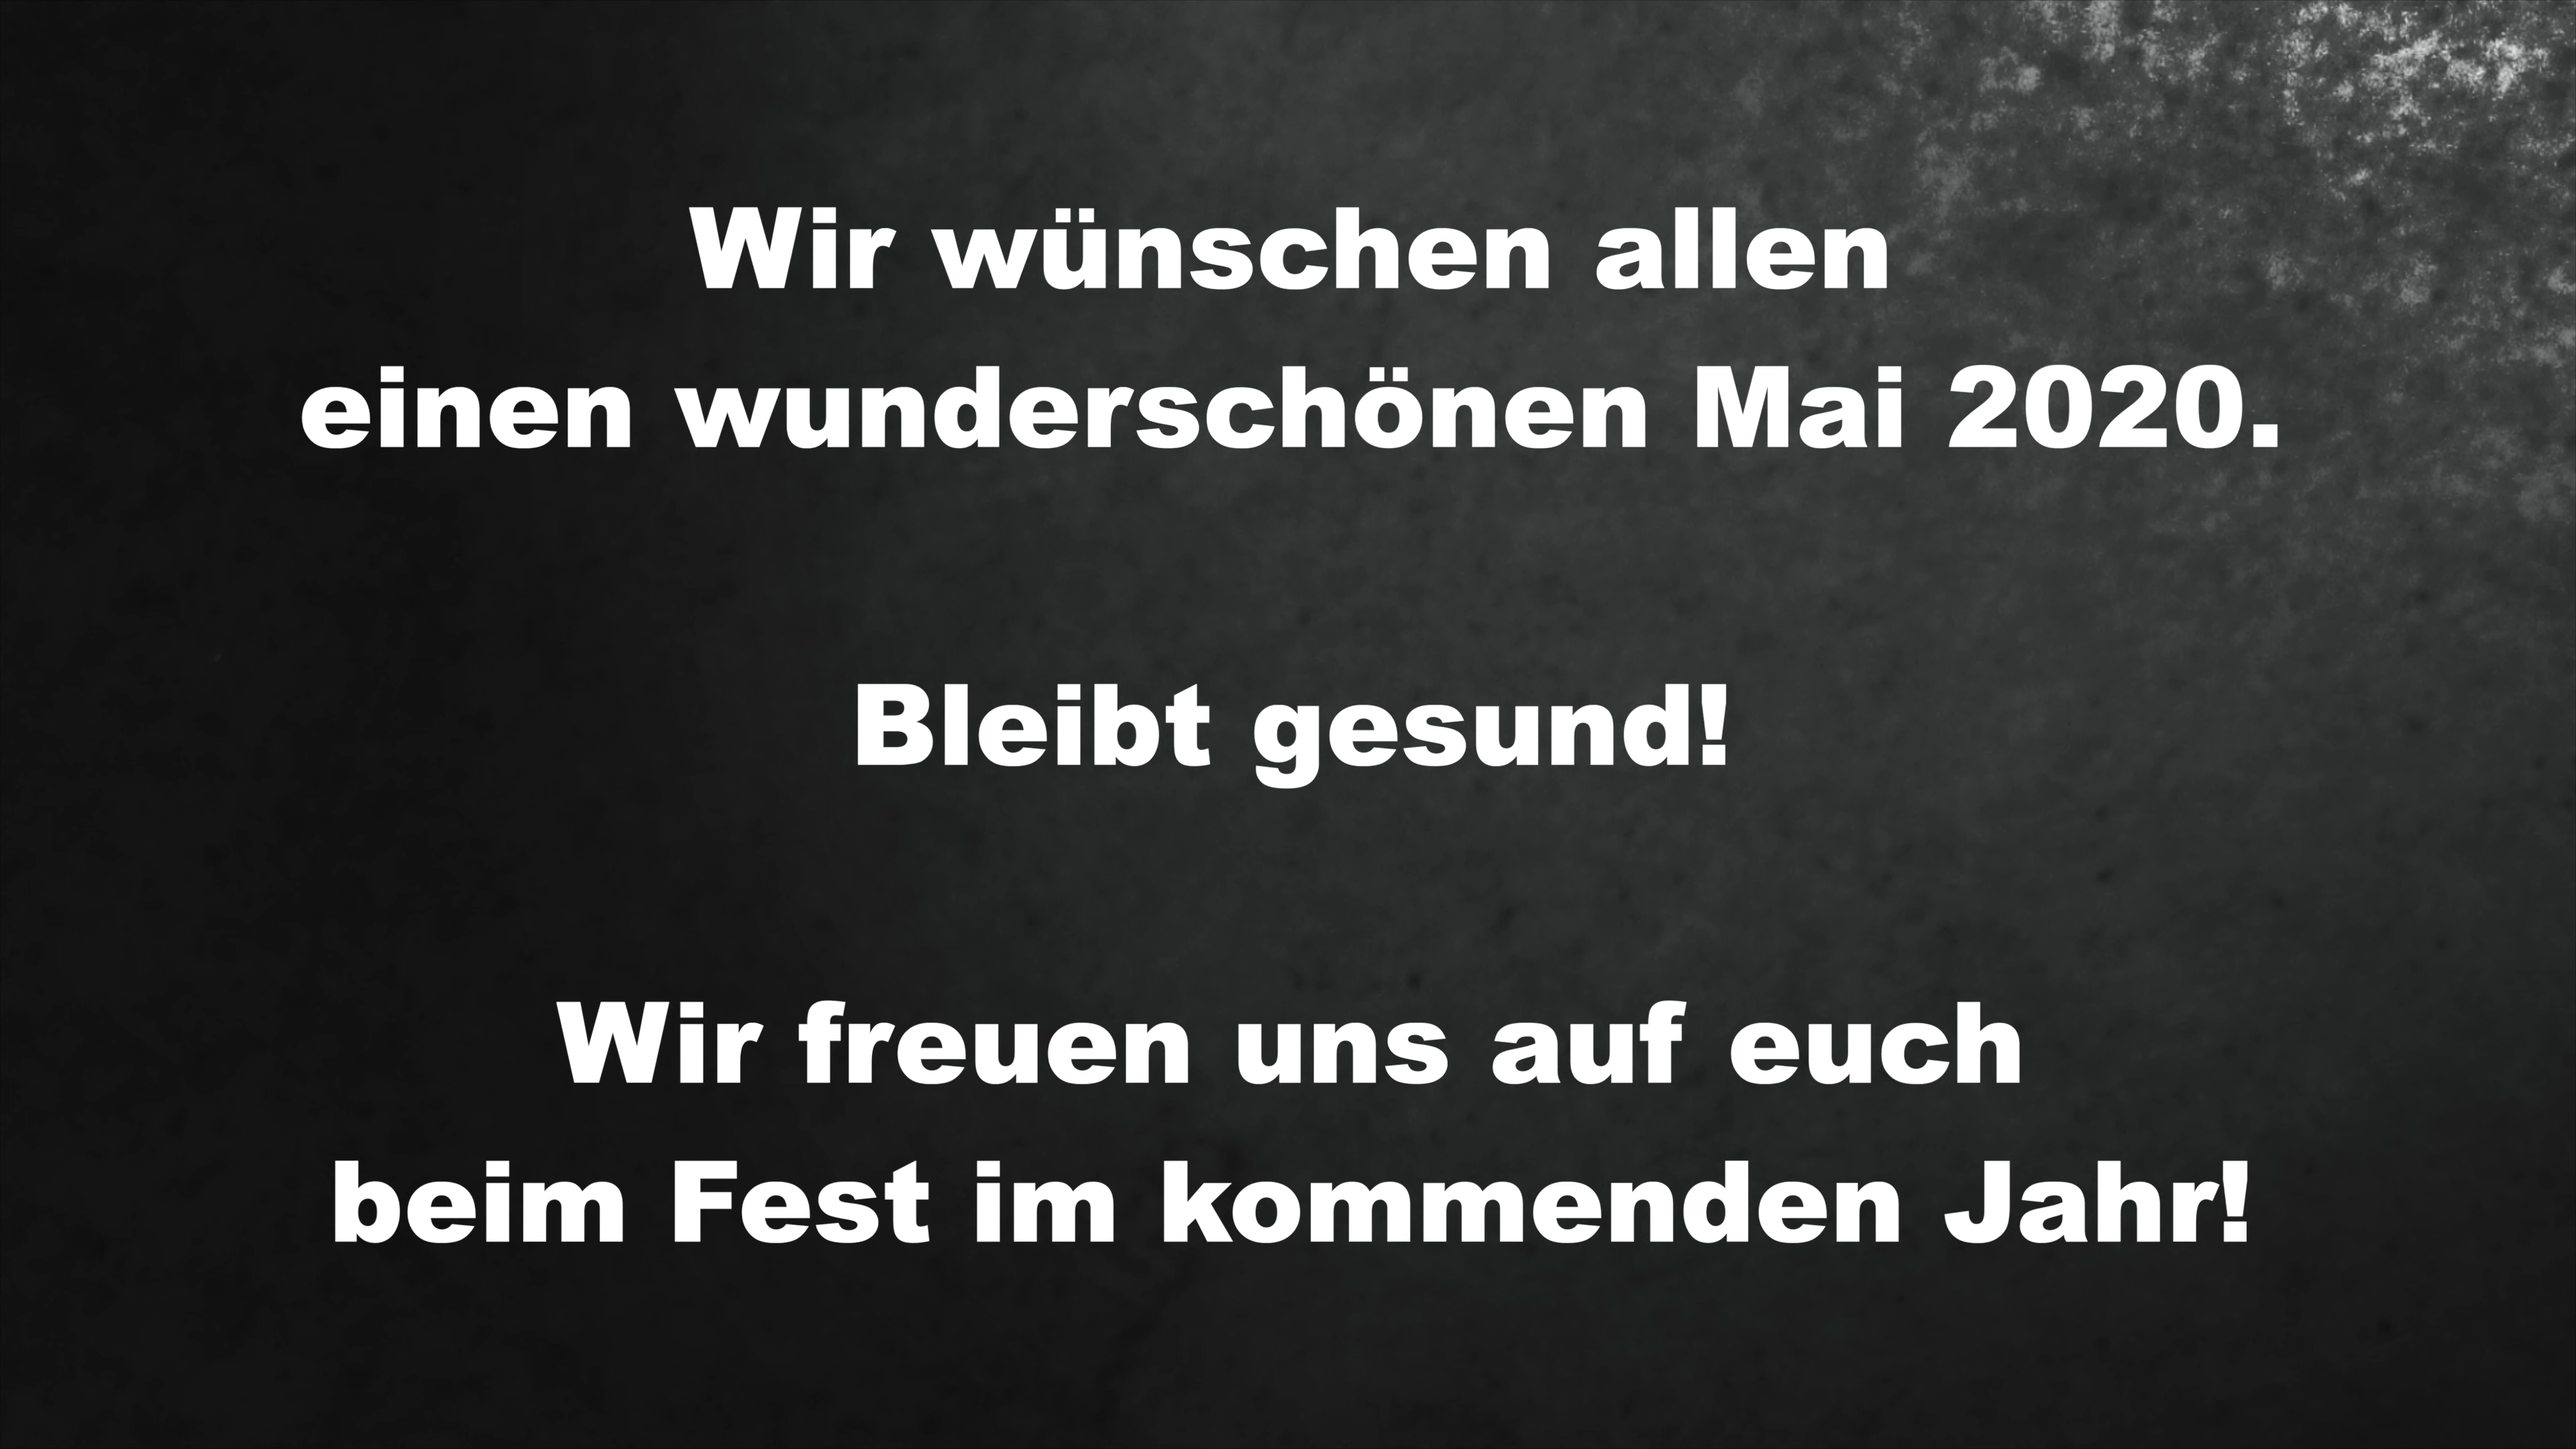 Wir wünschen allen
einen wunderschönen Mai 2020.
Bleibt gesund!
Wir freuen uns auf euch
beim Fest im kommenden Jahr!